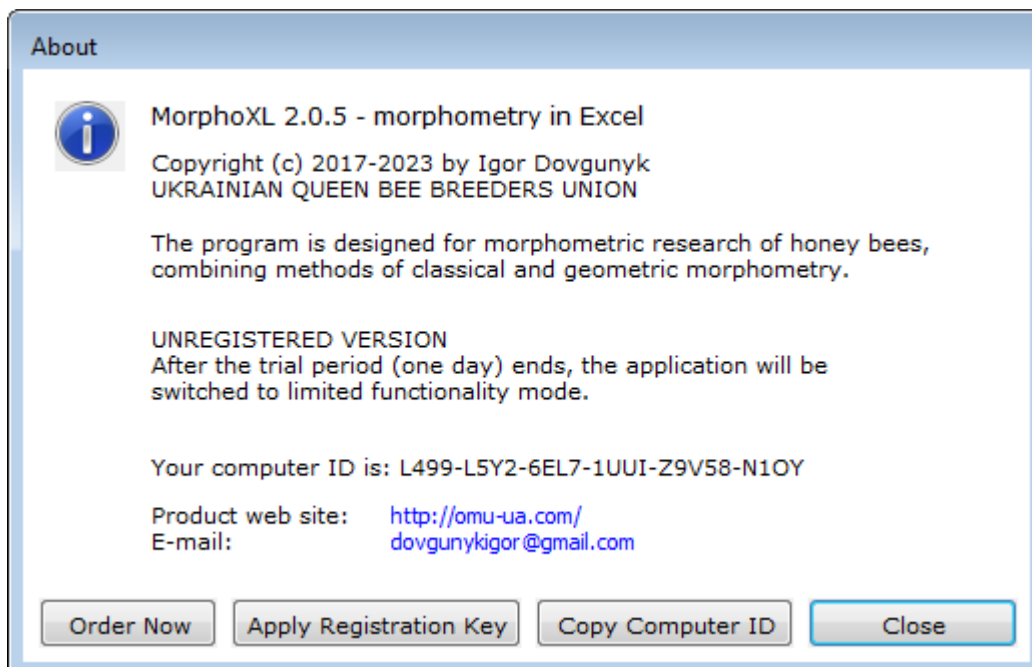 About
MorphoXL 2.0.5 - morphometry in Excel
Copyright (c) 2017-2023 by Igor Dovgunyk
UKRAINIAN QUEEN BEE BREEDERS UNION
The program is designed for morphometric research of honey bees,
combining methods of classical and geometric morphometry.
UNREGISTERED VERSION
After the trial period (one day) ends, the application will be
switched to limited functionality mode.
Your computer ID is: L499-L5Y2-6EL7-1UUI-Z9V58-N1OY
Product web site: http://omu-ua.com/
E-mail: dovgunykigor@gmail.com
Order Now Apply Registration Key Copy Computer ID Close